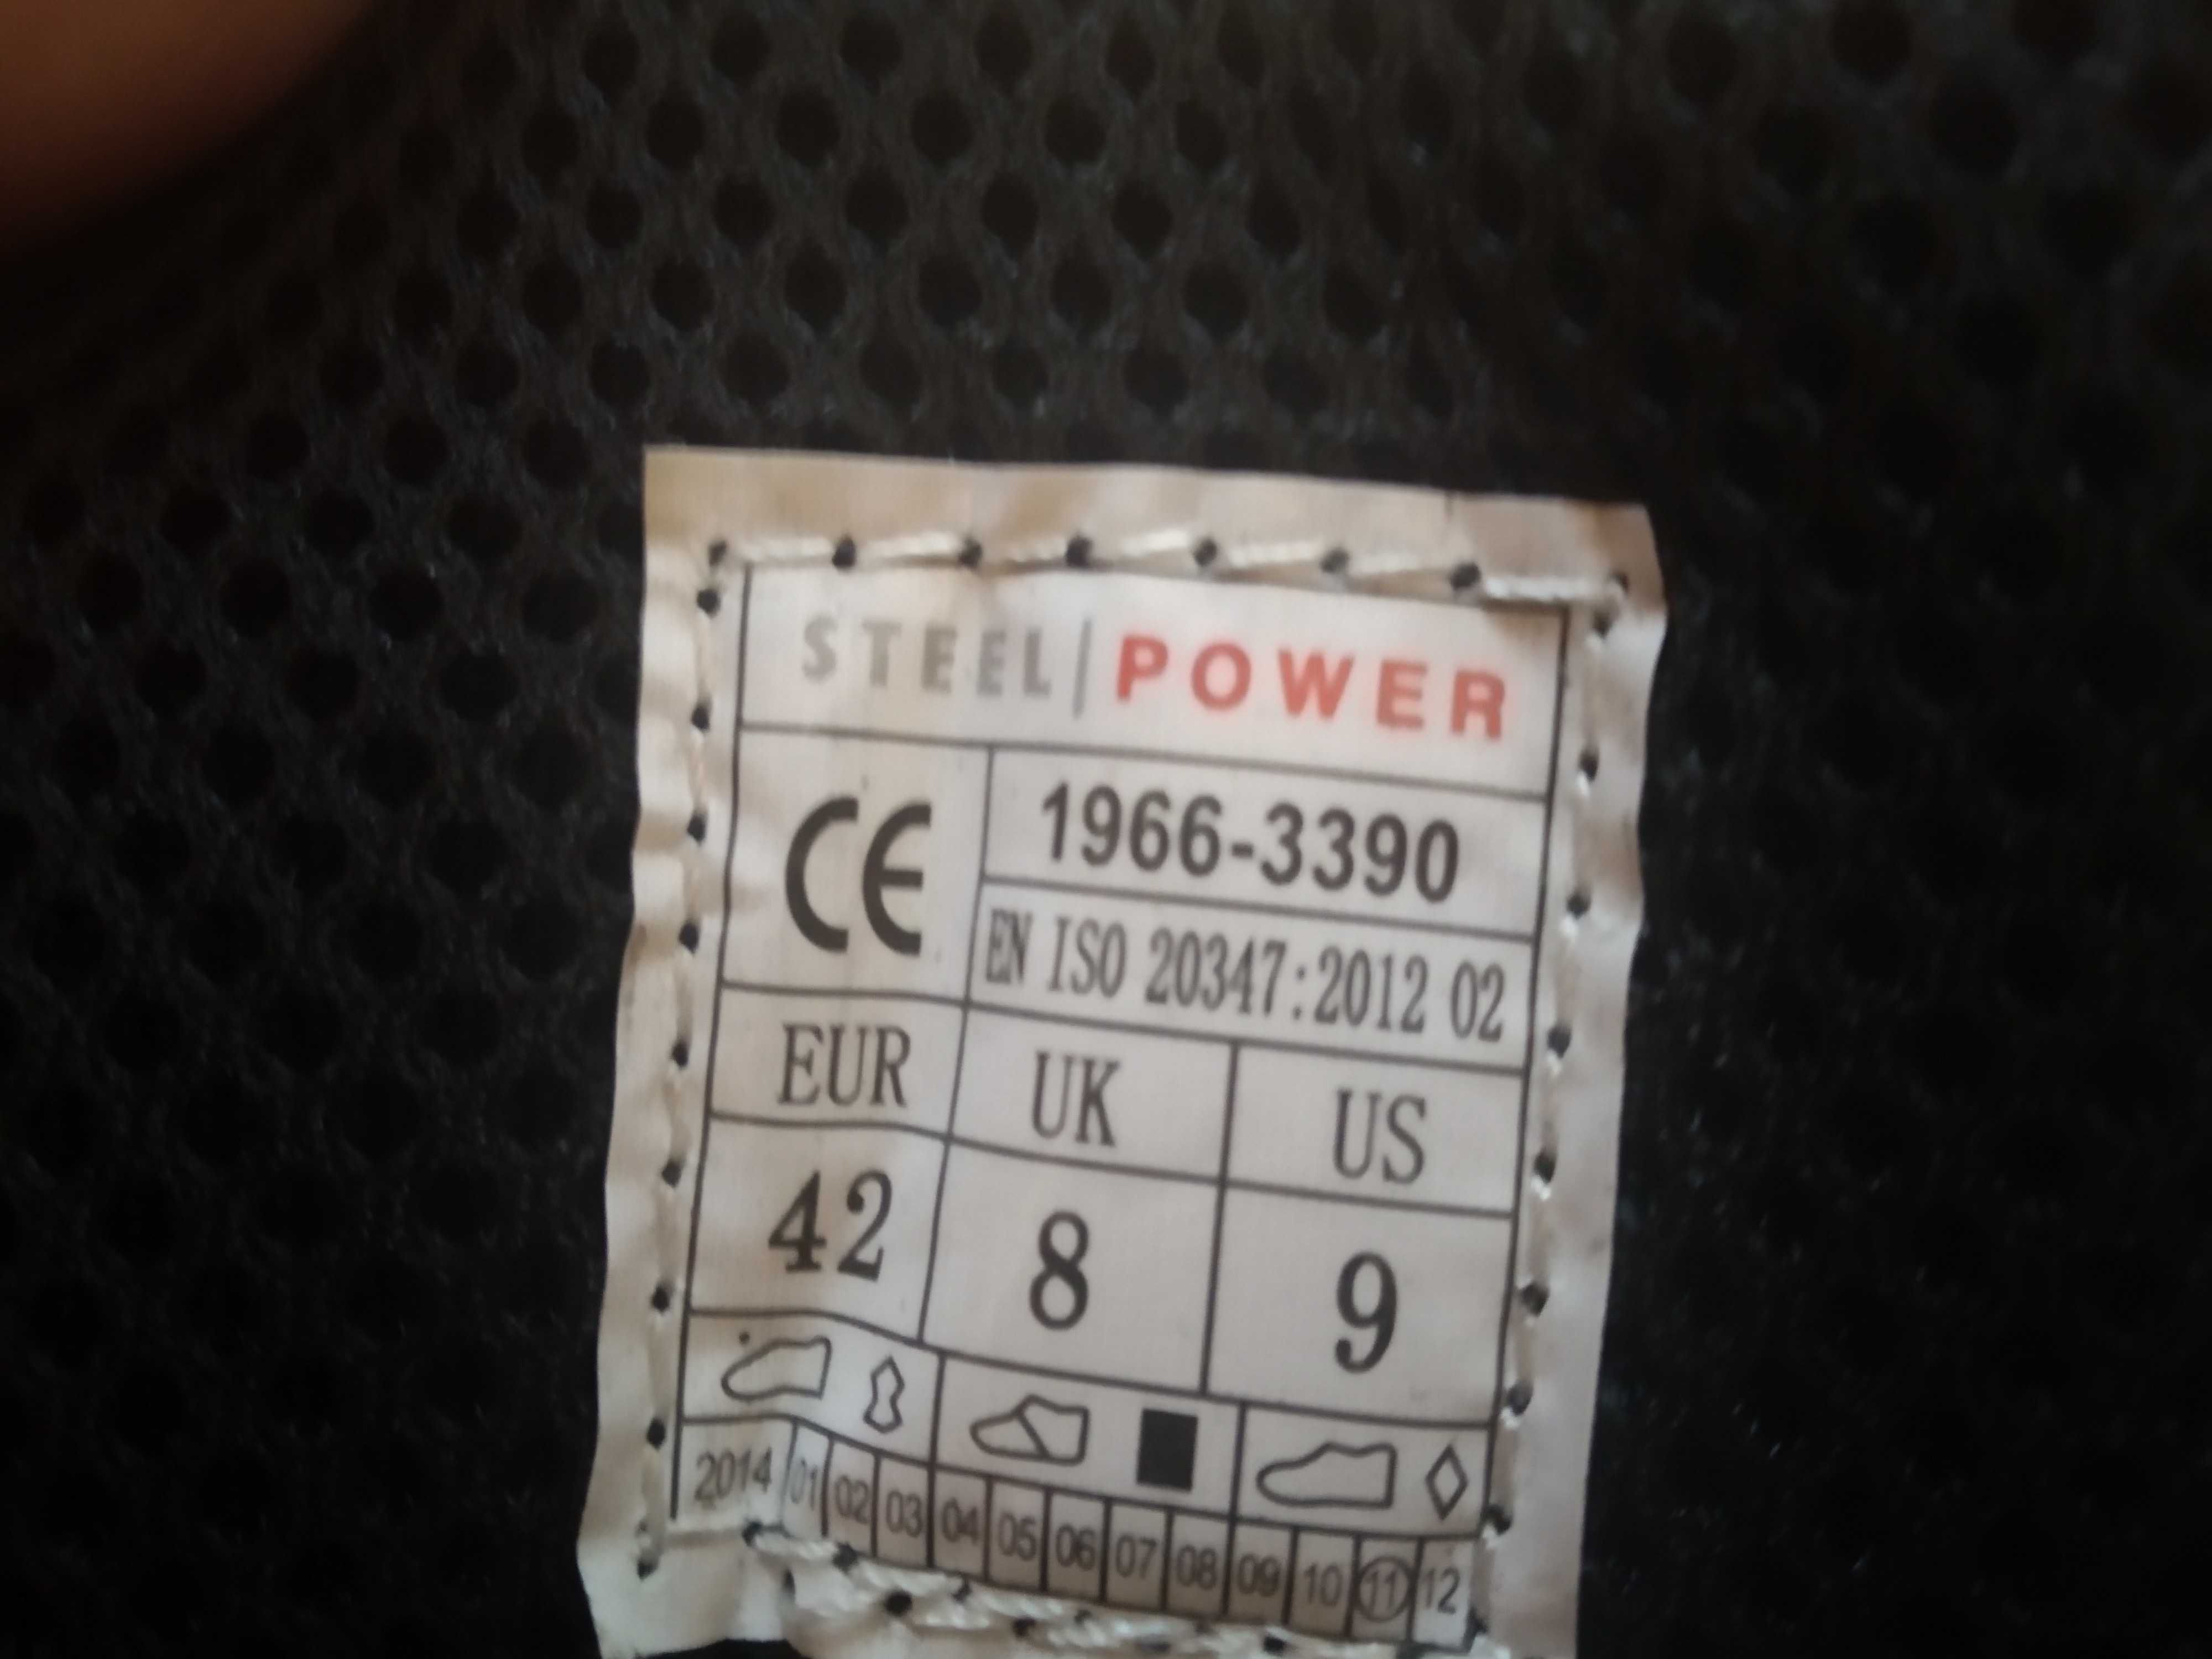 STEEL|POWER
CE
1966-3390
EN ISO 20347:2012 02
EUR UK US
42 8 9
2014 01 02 03 04 05 06 07 08 09 10 11 12